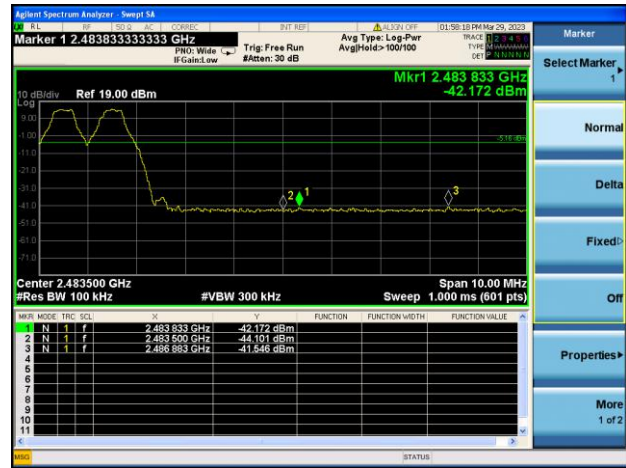 Agilent Spectrum Analyzer - Swept SA
RL RF 50 Ω AC CORREC INT REF ALIGN OFF 01:58:18 PM Mar 29, 2023
Marker 1 2.483833333333 GHz
PNO: Wide
IFGain:Low
Trig: Free Run
#Atten: 30 dB
Avg Type: Log-Pwr
Avg|Hold>100/100
TRACE 1 2 3 4 5 6
TYPE
DET P N N N N N
Mkr1 2.483 833 GHz
-42.172 dBm
10 dB/div Ref 19.00 dBm
Log
9.00
-1.00
-5.16 dBm
-11.0
-21.0
-31.0
-41.0
-51.0
-61.0
-71.0
2 1 3
Center 2.483500 GHz Span 10.00 MHz
#Res BW 100 kHz #VBW 300 kHz Sweep 1.000 ms (601 pts)
MKR MODE TRC SCL X Y FUNCTION FUNCTION WIDTH FUNCTION VALUE
1 N 1 f 2.483 833 GHz -42.172 dBm
2 N 1 f 2.483 500 GHz -44.101 dBm
3 N 1 f 2.486 883 GHz -41.546 dBm
4
5
6
7
8
9
10
11
MSG STATUS
Marker
Select Marker
1
Normal
Delta
Fixed
Off
Properties
More
1 of 2